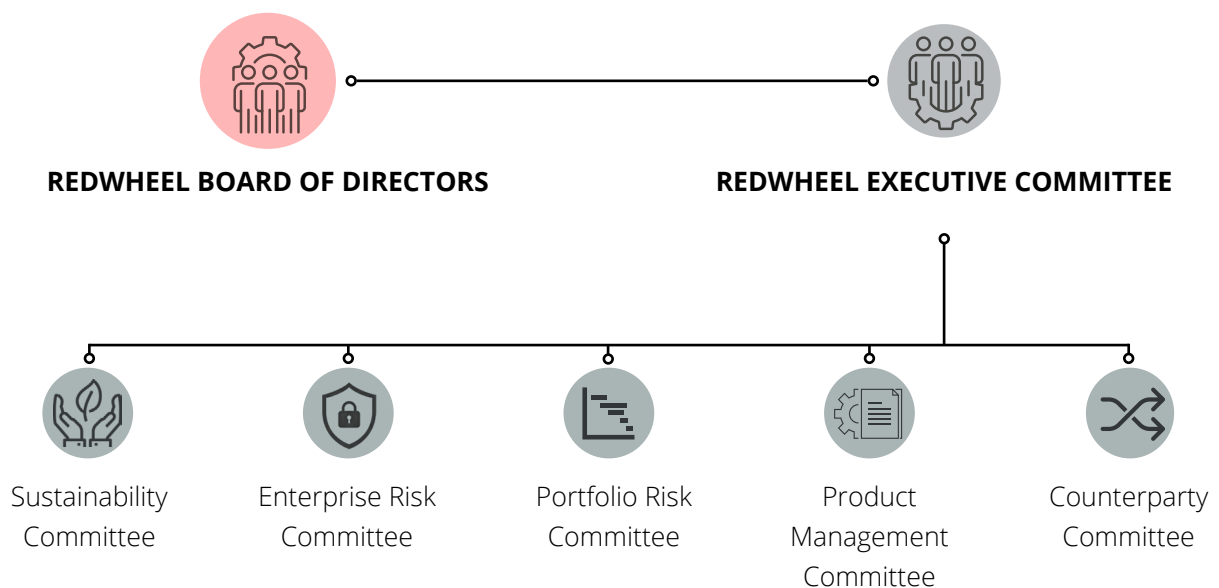 REDWHEEL BOARD OF DIRECTORS
REDWHEEL EXECUTIVE COMMITTEE
Sustainability
Committee
Enterprise Risk
Committee
Portfolio Risk
Committee
Product
Management
Committee
Counterparty
Committee